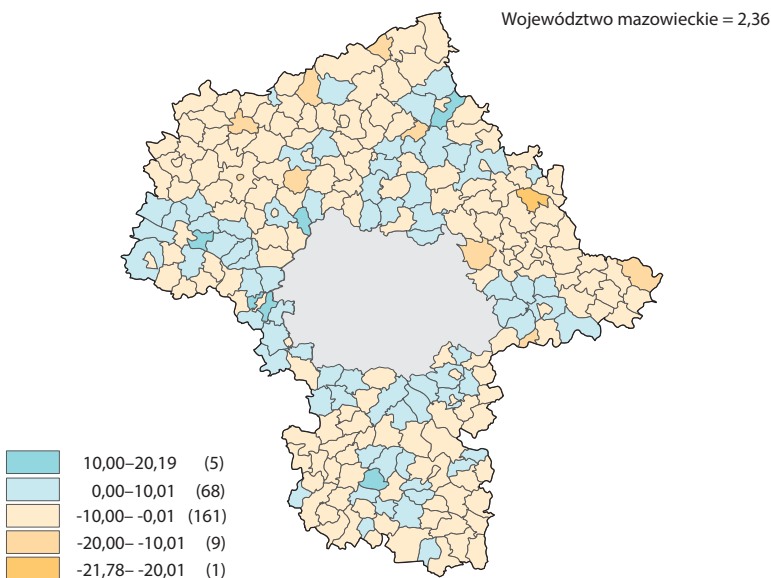 Województwo mazowieckie = 2,36
10,00–20,19 (5)
0,00–10,01 (68)
-10,00– -0,01 (161)
-20,00– -10,01 (9)
-21,78– -20,01 (1)